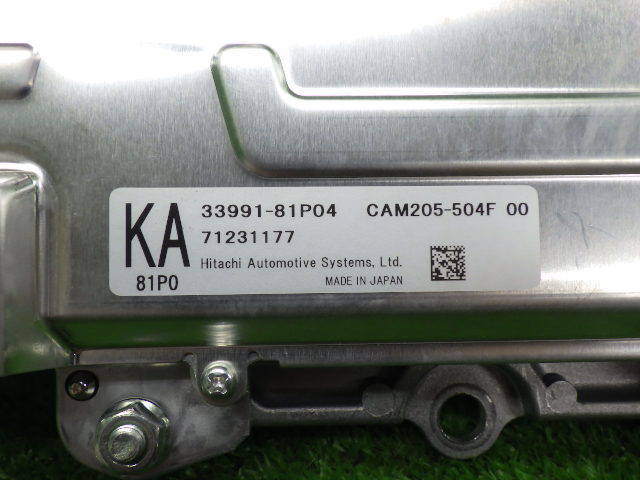 KA 33991-81P04 CAM205-504F 00
71231177
Hitachi Automotive Systems, Ltd.
81P0 MADE IN JAPAN